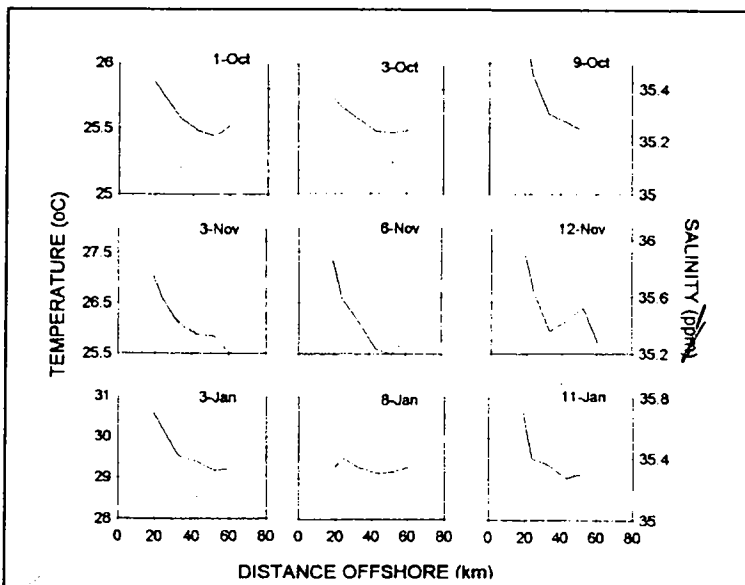 1-Oct 3-Oct 9-Oct
26
25.5
25
35.4
35.2
35
3-Nov 6-Nov 12-Nov
27.5
26.5
25.5
36
35.6
35.2
3-Jan 8-Jan 11-Jan
31
30
29
28
35.8
35.4
35
TEMPERATURE (oC)
SALINITY (ppm)
0 20 40 60 80 0 20 40 60 80 0 20 40 60 80
DISTANCE OFFSHORE (km)